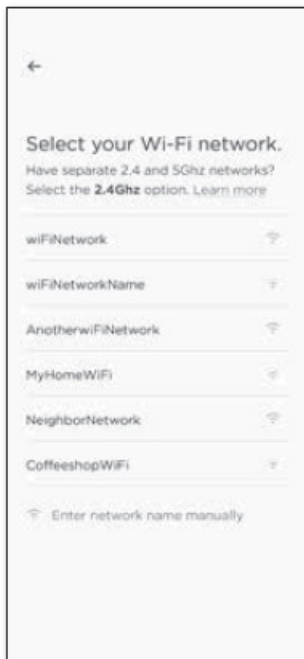 Select your Wi-Fi network.
Have separate 2.4 and 5Ghz networks?
Select the 2.4Ghz option. Learn more
wiFiNetwork
wiFiNetworkName
AnotherwiFiNetwork
MyHomeWiFi
NeighborNetwork
CoffeeshopWiFi
Enter network name manually